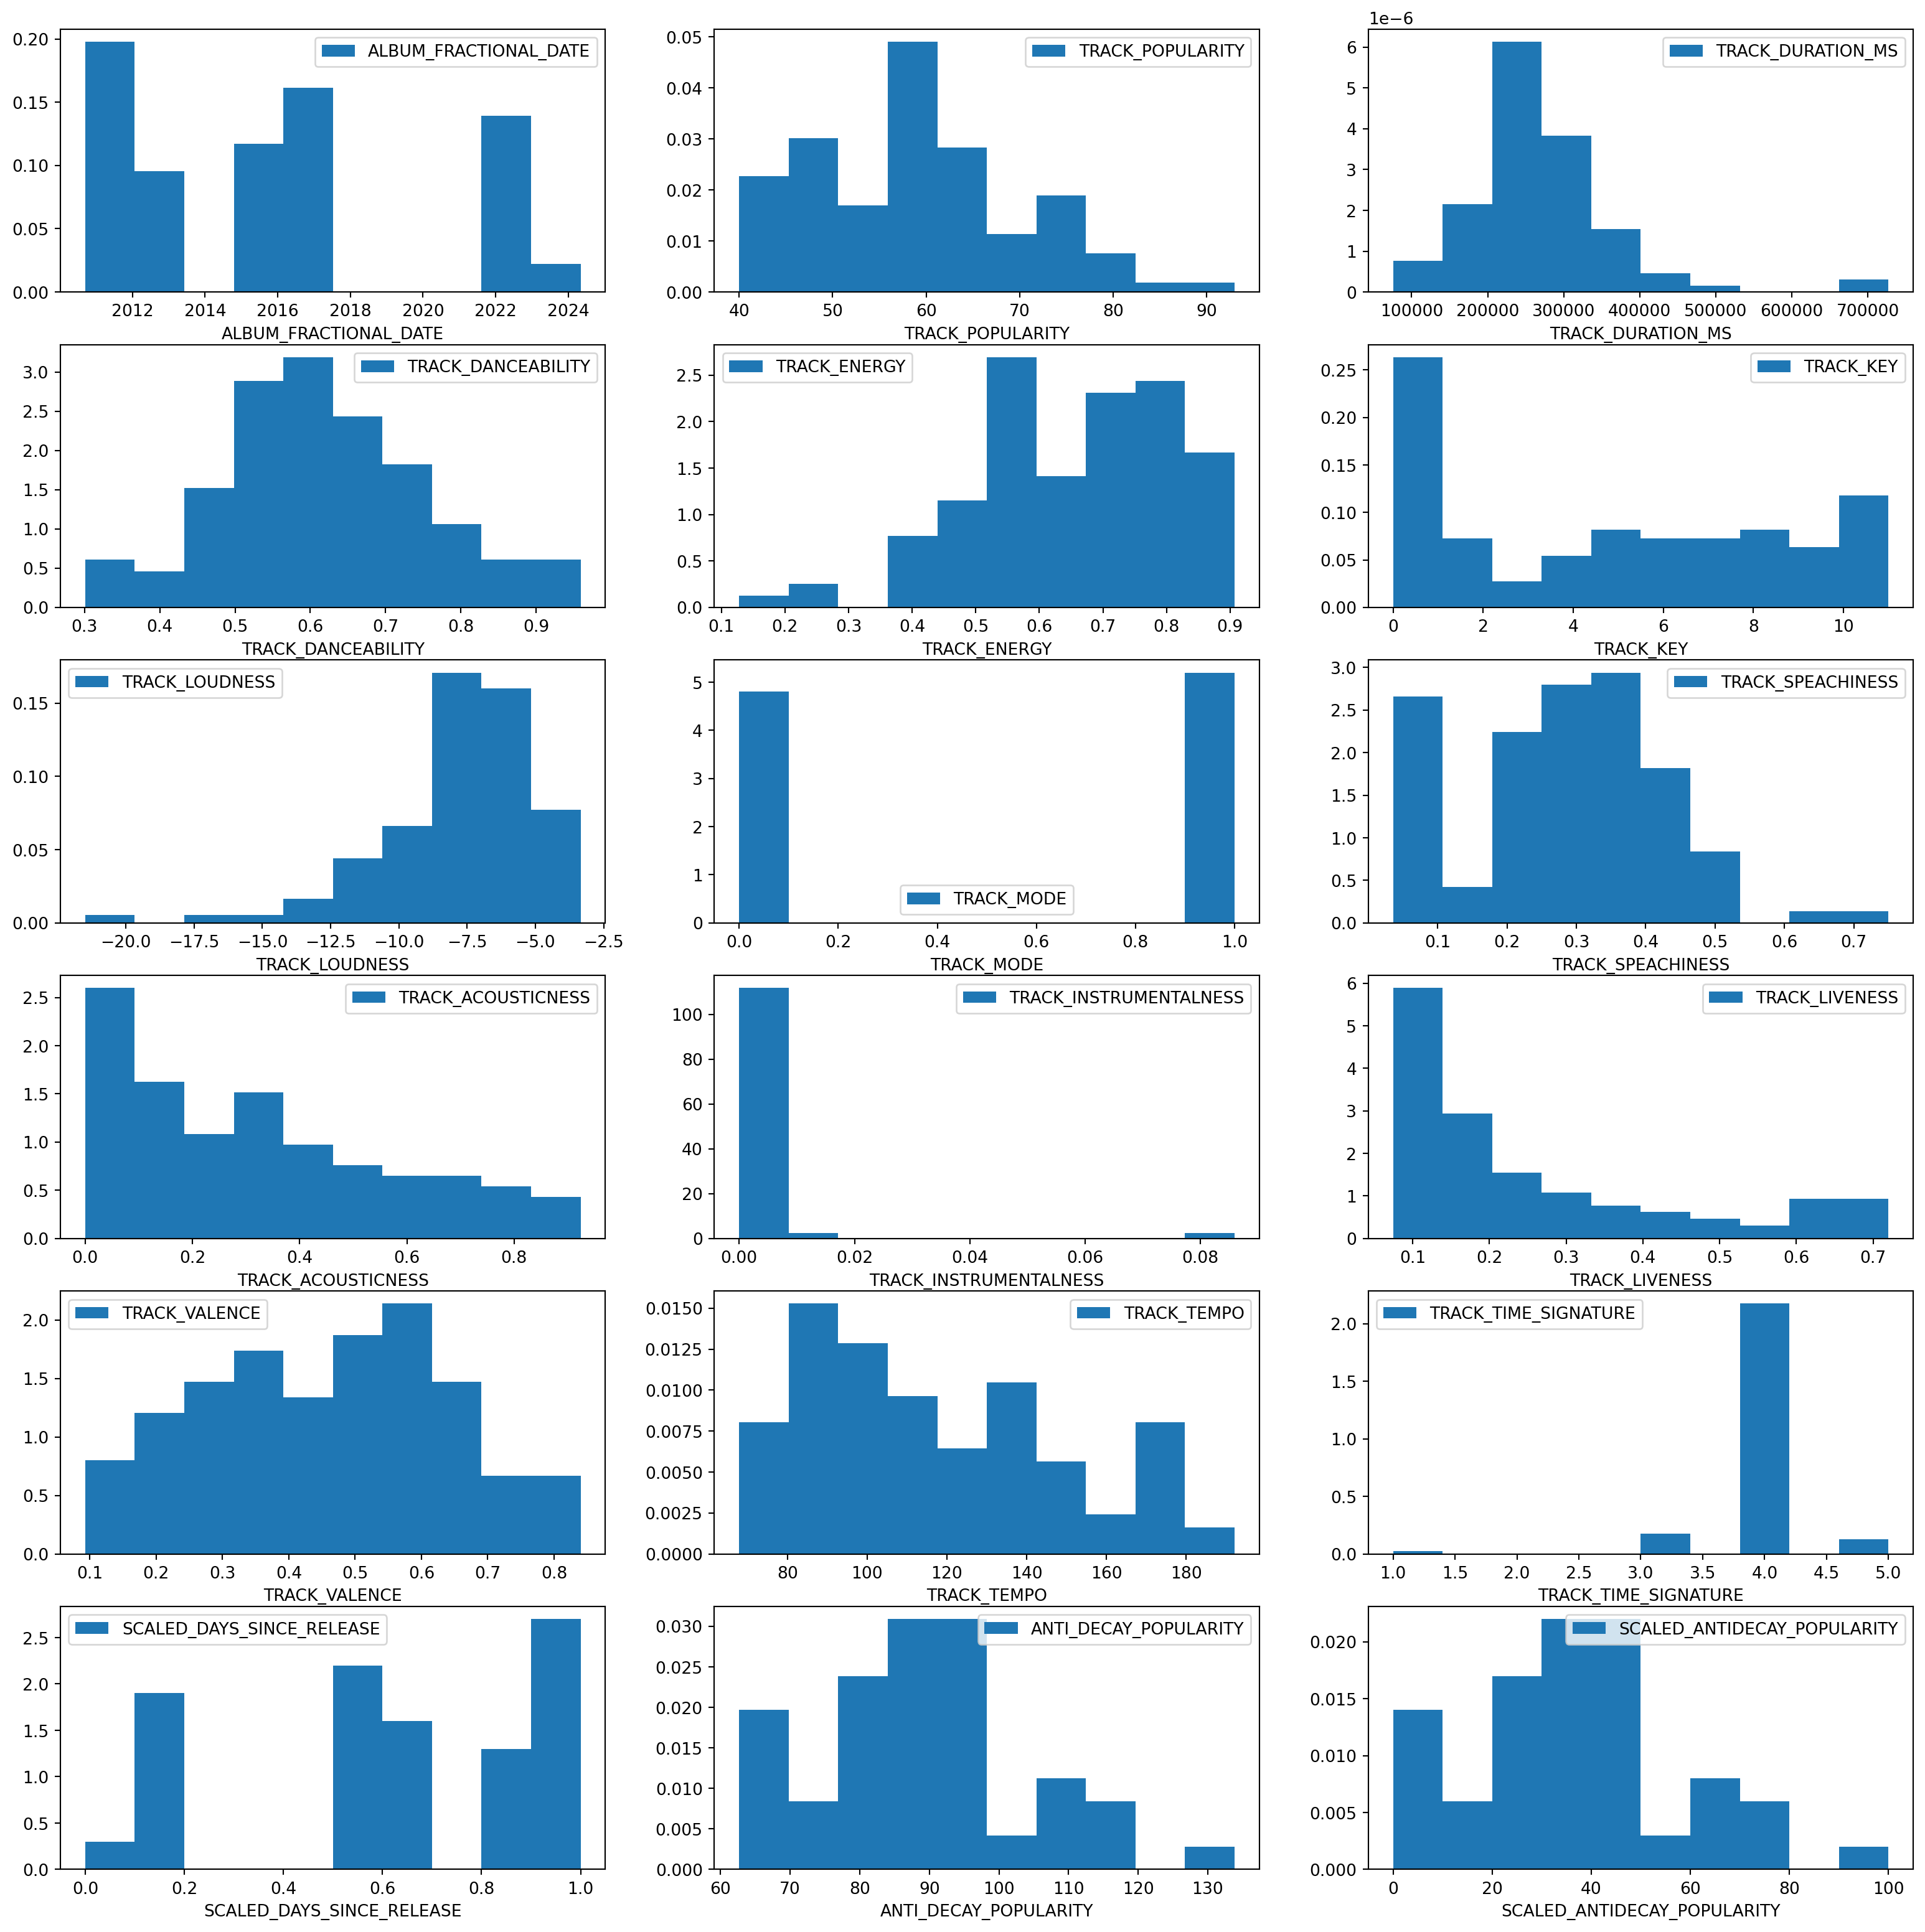 1e−6
0.20
0.15
0.10
0.05
0.00
ALBUM_FRACTIONAL_DATE
2012 2014 2016 2018 2020 2022 2024
ALBUM_FRACTIONAL_DATE
0.05
0.04
0.03
0.02
0.01
0.00
TRACK_POPULARITY
40 50 60 70 80 90
TRACK_POPULARITY
6
5
4
3
2
1
0
TRACK_DURATION_MS
100000 200000 300000 400000 500000 600000 700000
TRACK_DURATION_MS
3.0
2.5
2.0
1.5
1.0
0.5
0.0
TRACK_DANCEABILITY
0.3 0.4 0.5 0.6 0.7 0.8 0.9
TRACK_DANCEABILITY
2.5
2.0
1.5
1.0
0.5
0.0
TRACK_ENERGY
0.1 0.2 0.3 0.4 0.5 0.6 0.7 0.8 0.9
TRACK_ENERGY
0.25
0.20
0.15
0.10
0.05
0.00
TRACK_KEY
0 2 4 6 8 10
TRACK_KEY
0.15
0.10
0.05
0.00
TRACK_LOUDNESS
−20.0 −17.5 −15.0 −12.5 −10.0 −7.5 −5.0 −2.5
TRACK_LOUDNESS
5
4
3
2
1
0
TRACK_MODE
0.0 0.2 0.4 0.6 0.8 1.0
TRACK_MODE
3.0
2.5
2.0
1.5
1.0
0.5
0.0
TRACK_SPEACHINESS
0.1 0.2 0.3 0.4 0.5 0.6 0.7
TRACK_SPEACHINESS
2.5
2.0
1.5
1.0
0.5
0.0
TRACK_ACOUSTICNESS
0.0 0.2 0.4 0.6 0.8
TRACK_ACOUSTICNESS
100
80
60
40
20
0
TRACK_INSTRUMENTALNESS
0.00 0.02 0.04 0.06 0.08
TRACK_INSTRUMENTALNESS
6
5
4
3
2
1
0
TRACK_LIVENESS
0.1 0.2 0.3 0.4 0.5 0.6 0.7
TRACK_LIVENESS
2.0
1.5
1.0
0.5
0.0
TRACK_VALENCE
0.1 0.2 0.3 0.4 0.5 0.6 0.7 0.8
TRACK_VALENCE
0.0150
0.0125
0.0100
0.0075
0.0050
0.0025
0.0000
TRACK_TEMPO
80 100 120 140 160 180
TRACK_TEMPO
2.0
1.5
1.0
0.5
0.0
TRACK_TIME_SIGNATURE
1.0 1.5 2.0 2.5 3.0 3.5 4.0 4.5 5.0
TRACK_TIME_SIGNATURE
2.5
2.0
1.5
1.0
0.5
0.0
SCALED_DAYS_SINCE_RELEASE
0.0 0.2 0.4 0.6 0.8 1.0
SCALED_DAYS_SINCE_RELEASE
0.030
0.025
0.020
0.015
0.010
0.005
0.000
ANTI_DECAY_POPULARITY
60 70 80 90 100 110 120 130
ANTI_DECAY_POPULARITY
0.020
0.015
0.010
0.005
0.000
SCALED_ANTIDECAY_POPULARITY
0 20 40 60 80 100
SCALED_ANTIDECAY_POPULARITY